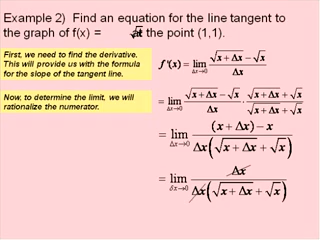 Example 2) Find an equation for the line tangent to
the graph of f(x) = √x at the point (1,1).
First, we need to find the derivative.
This will provide us with the formula
for the slope of the tangent line.
f '(x) = lim Δx→0 (√(x + Δx) − √x) / Δx
Now, to determine the limit, we will
rationalize the numerator.
= lim Δx→0 (√(x + Δx) − √x) / Δx · (√(x + Δx) + √x) / (√(x + Δx) + √x)
= lim Δx→0 ((x + Δx) − x) / (Δx(√(x + Δx) + √x))
= lim δx→0 Δx / (Δx(√(x + Δx) + √x))